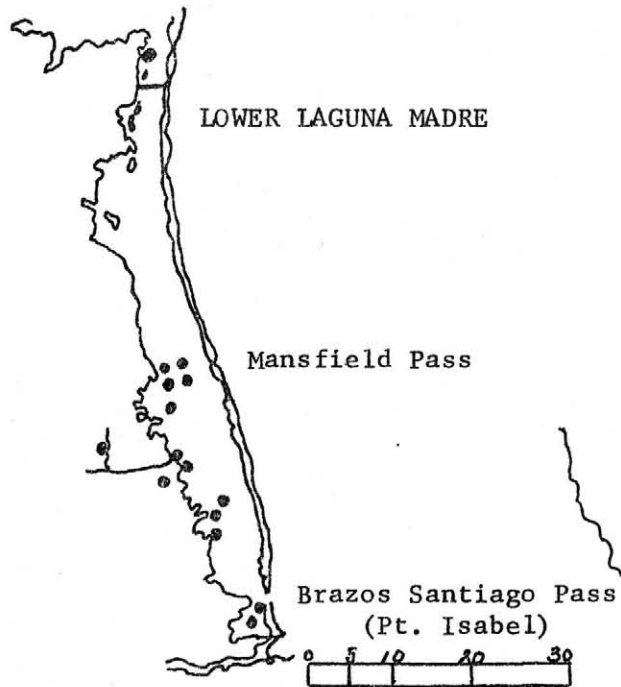 LOWER LAGUNA MADRE
Mansfield Pass
Brazos Santiago Pass
(Pt. Isabel)
0 5 10 20 30